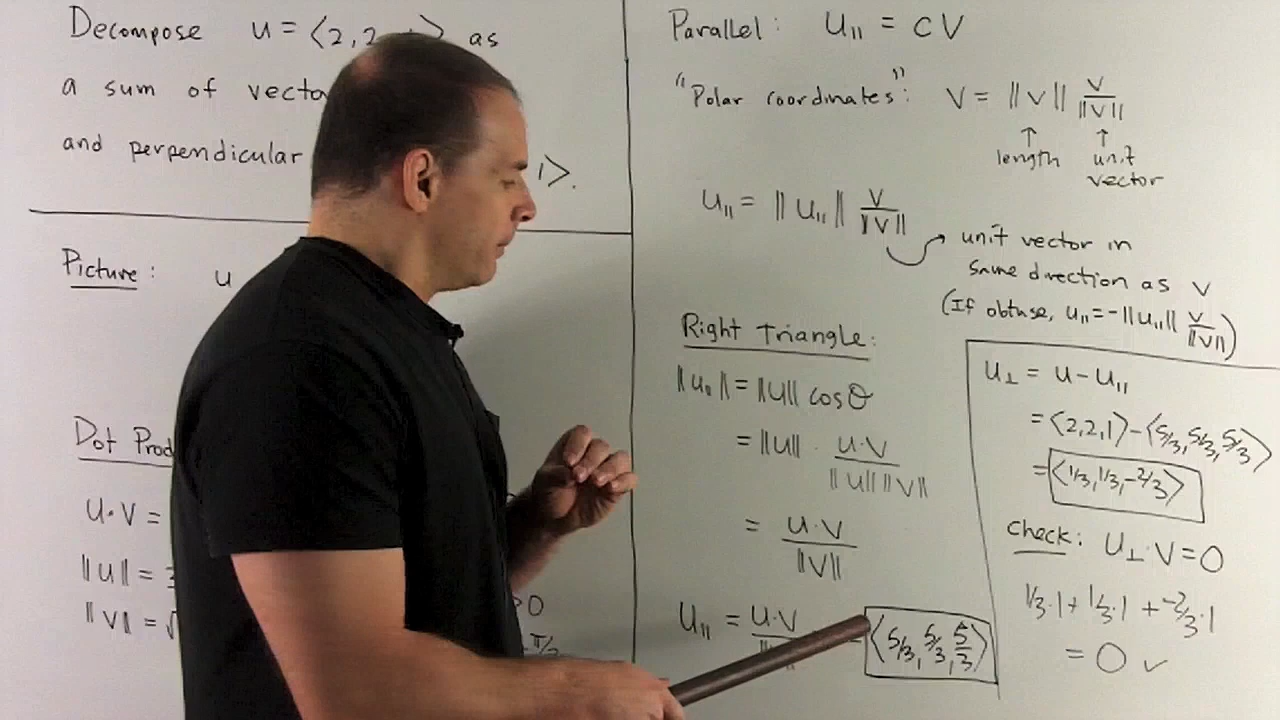 Decompose u = <2, 2 > as
a sum of
and perpendicular 1>.
Picture:
u
Dot
u·v =
||u|| =
||v|| = √
>0
π/3
Parallel: u∥ = cv
"Polar coordinates": v = ||v|| v/||v||
↑ length ↑ unit vector
u∥ = ||u∥|| v/||v||
unit vector in
same direction as v
(If obtuse, u∥ = -||u∥|| v/||v||)
Right Triangle:
||u∥|| = ||u|| cosθ
= ||u|| · u·v/||u|| ||v||
= u·v/||v||
u∥ = u·v
= <5/3, 5/3, 5/3>
u⊥ = u - u∥
= <2,2,1> - <5/3, 5/3, 5/3>
= <1/3, 1/3, -2/3>
check: u⊥·v = 0
1/3·1 + 1/3·1 + -2/3·1
= 0 ✓